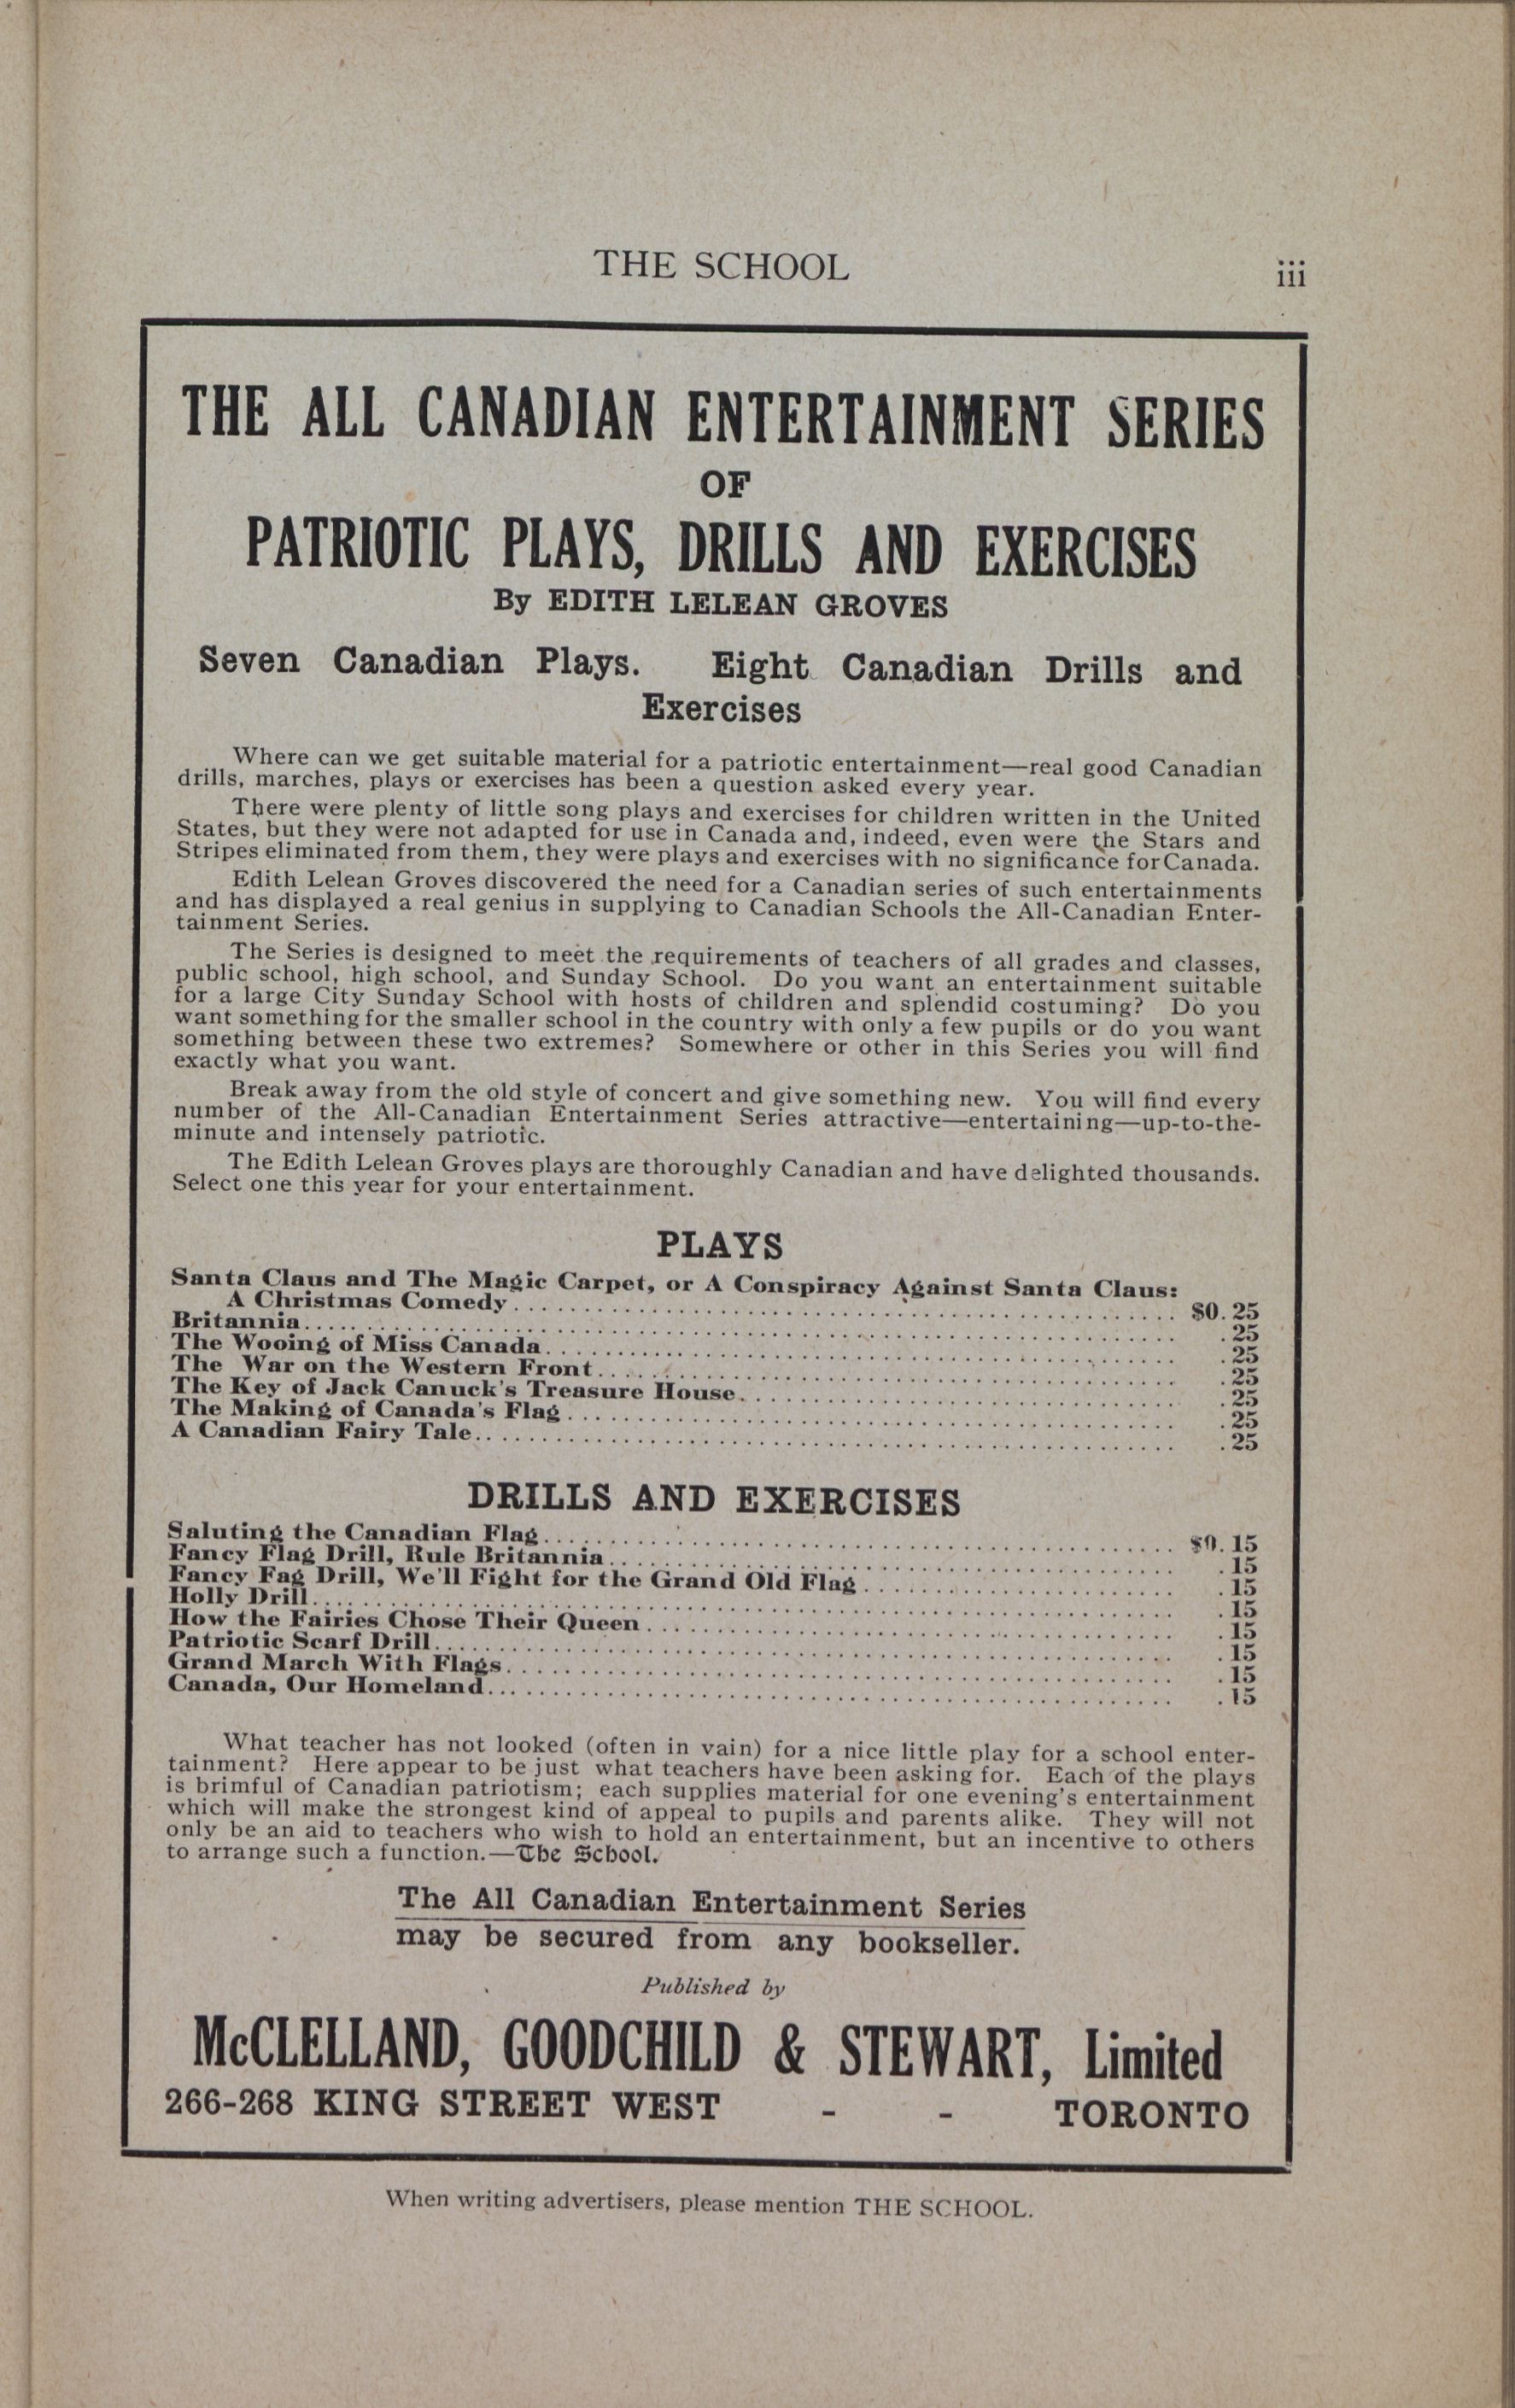 THE SCHOOL
iii
THE ALL CANADIAN ENTERTAINMENT SERIES
OF
PATRIOTIC PLAYS, DRILLS AND EXERCISES
By EDITH LELEAN GROVES
Seven Canadian Plays. Eight Canadian Drills and
Exercises
Where can we get suitable material for a patriotic entertainment—real good Canadian
drills, marches, plays or exercises has been a question asked every year.
There were plenty of little song plays and exercises for children written in the United
States, but they were not adapted for use in Canada and, indeed, even were the Stars and
Stripes eliminated from them, they were plays and exercises with no significance for Canada.
Edith Lelean Groves discovered the need for a Canadian series of such entertainments
and has displayed a real genius in supplying to Canadian Schools the All-Canadian Enter-
tainment Series.
The Series is designed to meet the requirements of teachers of all grades and classes,
public school, high school, and Sunday School. Do you want an entertainment suitable
for a large City Sunday School with hosts of children and splendid costuming? Do you
want something for the smaller school in the country with only a few pupils or do you want
something between these two extremes? Somewhere or other in this Series you will find
exactly what you want.
Break away from the old style of concert and give something new. You will find every
number of the All-Canadian Entertainment Series attractive—entertaining—up-to-the-
minute and intensely patriotic.
The Edith Lelean Groves plays are thoroughly Canadian and have delighted thousands.
Select one this year for your entertainment.
PLAYS
Santa Claus and The Magic Carpet, or A Conspiracy Against Santa Claus:
A Christmas Comedy.......... $0.25
Britannia.......... .25
The Wooing of Miss Canada.......... .25
The War on the Western Front.......... .25
The Key of Jack Canuck's Treasure House.......... .25
The Making of Canada's Flag.......... .25
A Canadian Fairy Tale.......... .25
DRILLS AND EXERCISES
Saluting the Canadian Flag.......... $0.15
Fancy Flag Drill, Rule Britannia.......... .15
Fancy Fag Drill, We'll Fight for the Grand Old Flag.......... .15
Holly Drill.......... .15
How the Fairies Chose Their Queen.......... .15
Patriotic Scarf Drill.......... .15
Grand March With Flags.......... .15
Canada, Our Homeland.......... .15
What teacher has not looked (often in vain) for a nice little play for a school enter-
tainment? Here appear to be just what teachers have been asking for. Each of the plays
is brimful of Canadian patriotism; each supplies material for one evening's entertainment
which will make the strongest kind of appeal to pupils and parents alike. They will not
only be an aid to teachers who wish to hold an entertainment, but an incentive to others
to arrange such a function.—The School.
The All Canadian Entertainment Series
may be secured from any bookseller.
Published by
McCLELLAND, GOODCHILD & STEWART, Limited
266-268 KING STREET WEST - - TORONTO
When writing advertisers, please mention THE SCHOOL.